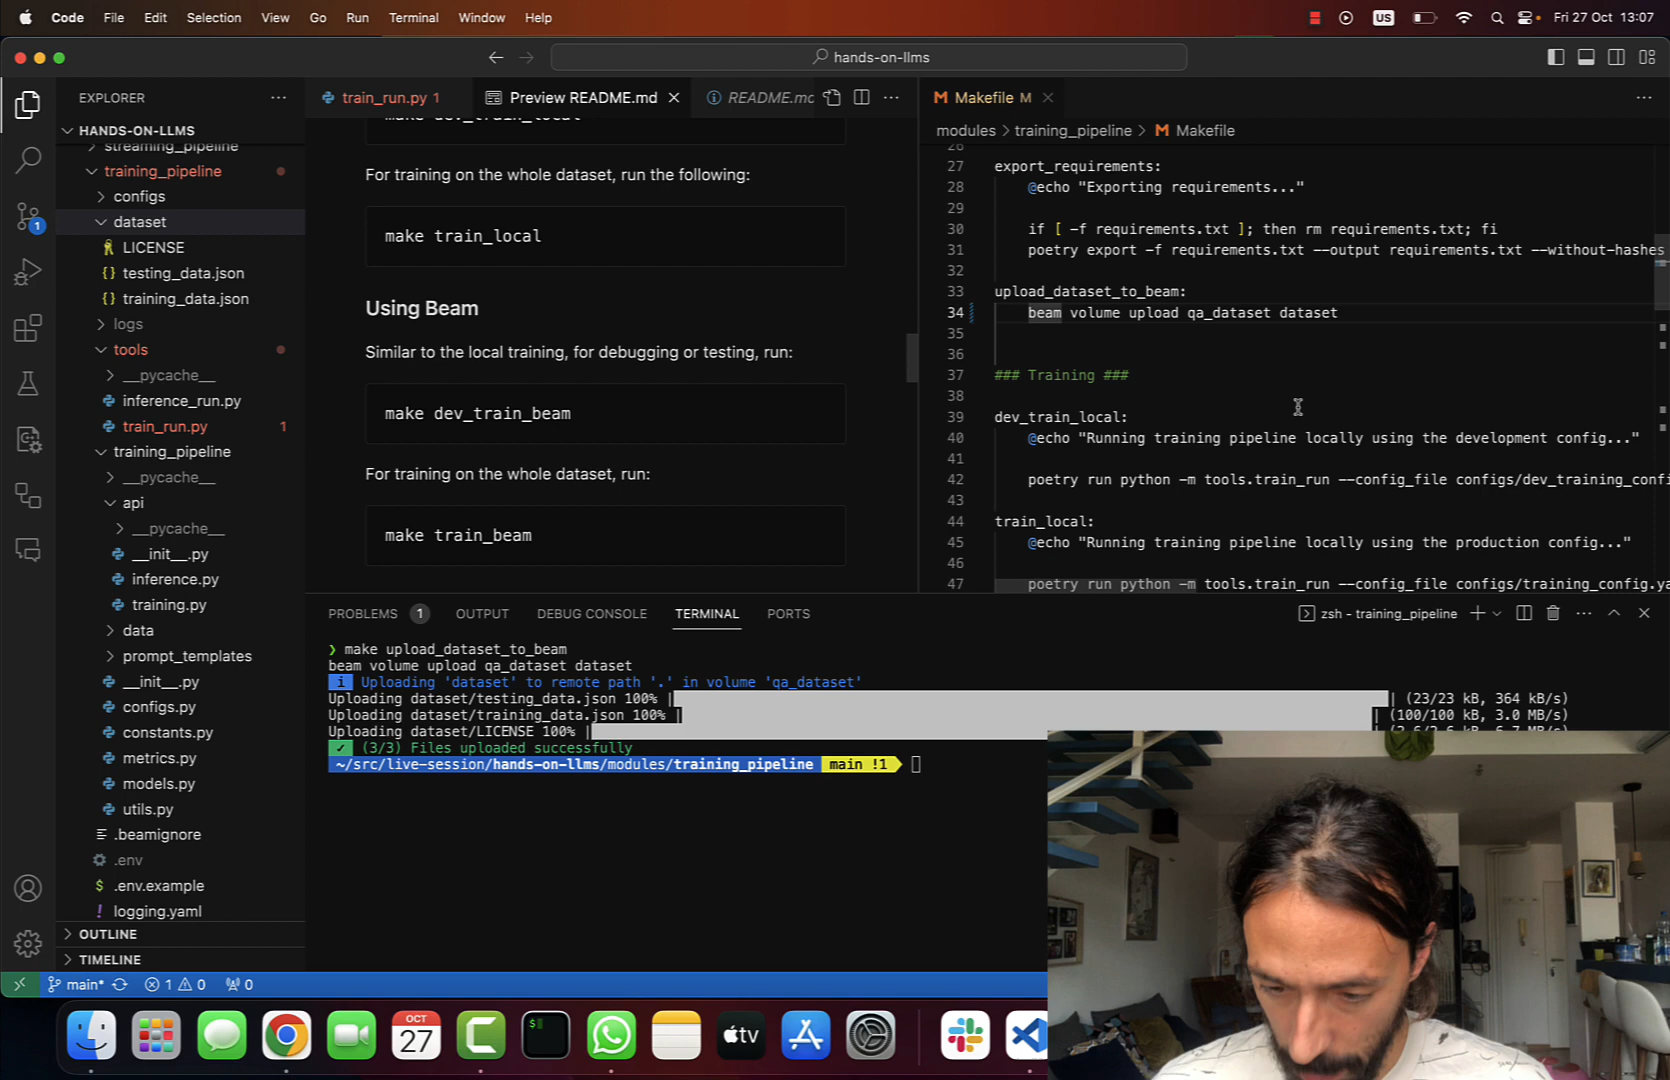 Code File Edit Selection View Go Run Terminal Window Help
US Fri 27 Oct 13:07
hands-on-llms
EXPLORER
HANDS-ON-LLMS
streaming_pipeline
training_pipeline
configs
dataset
LICENSE
testing_data.json
training_data.json
logs
tools
__pycache__
inference_run.py
train_run.py 1
training_pipeline
__pycache__
api
__pycache__
__init__.py
inference.py
training.py
data
prompt_templates
__init__.py
configs.py
constants.py
metrics.py
models.py
utils.py
.beamignore
.env
.env.example
logging.yaml
OUTLINE
TIMELINE
train_run.py 1
Preview README.md
README.mc
make dev_train_local
For training on the whole dataset, run the following:
make train_local
Using Beam
Similar to the local training, for debugging or testing, run:
make dev_train_beam
For training on the whole dataset, run:
make train_beam
Makefile M
modules > training_pipeline > Makefile
26
27 export_requirements:
28 @echo "Exporting requirements..."
29
30 if [ -f requirements.txt ]; then rm requirements.txt; fi
31 poetry export -f requirements.txt --output requirements.txt --without-hashes
32
33 upload_dataset_to_beam:
34 beam volume upload qa_dataset dataset
35
36
37 ### Training ###
38
39 dev_train_local:
40 @echo "Running training pipeline locally using the development config..."
41
42 poetry run python -m tools.train_run --config_file configs/dev_training_confi
43
44 train_local:
45 @echo "Running training pipeline locally using the production config..."
46
47 poetry run python -m tools.train_run --config_file configs/training_config.ya
PROBLEMS 1 OUTPUT DEBUG CONSOLE TERMINAL PORTS
zsh - training_pipeline
❯ make upload_dataset_to_beam
beam volume upload qa_dataset dataset
i Uploading 'dataset' to remote path '.' in volume 'qa_dataset'
Uploading dataset/testing_data.json 100% | | (23/23 kB, 364 kB/s)
Uploading dataset/training_data.json 100% | | (100/100 kB, 3.0 MB/s)
Uploading dataset/LICENSE 100% |
✓ (3/3) Files uploaded successfully
~/src/live-session/hands-on-llms/modules/training_pipeline main !1
main* 1 0 0
OCT
27
tv